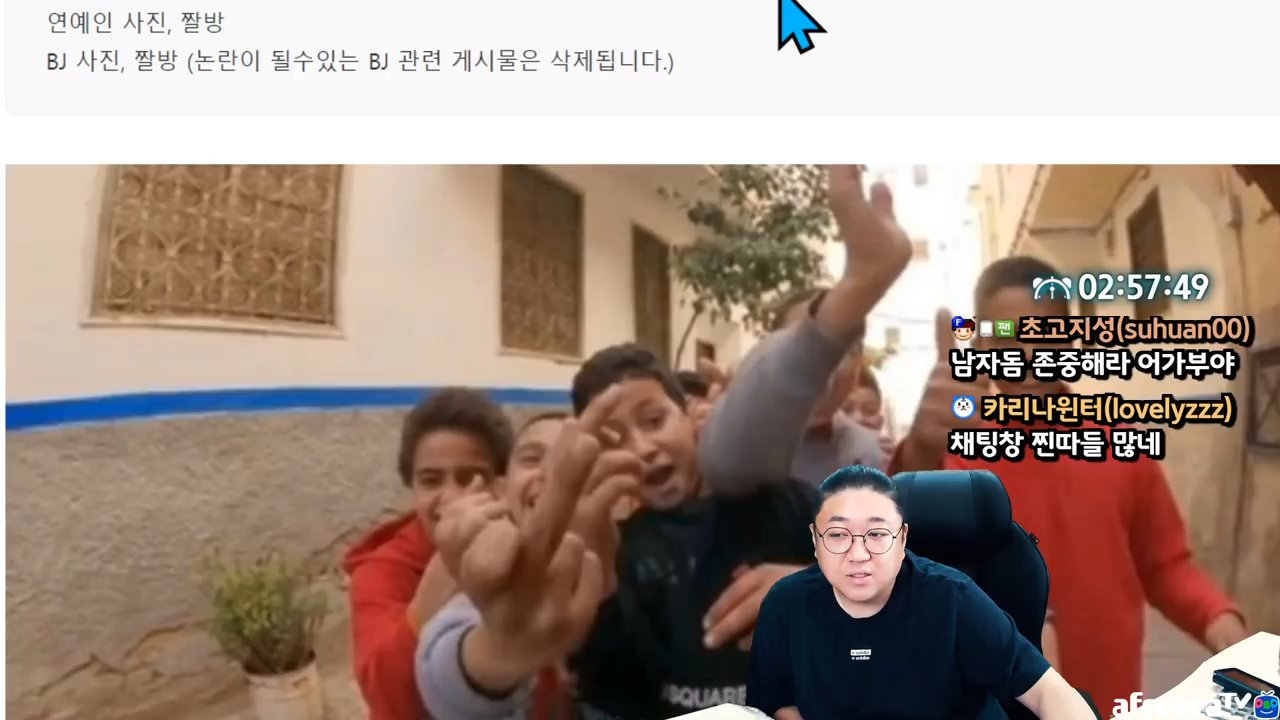 연예인 사진, 짤방
BJ 사진, 짤방 (논란이 될수있는 BJ 관련 게시물은 삭제됩니다.)
02:57:49
팬 초고지성(suhuan00)
남자돔 존중해라 어가부야
카리나윈터(lovelyzzz)
채팅창 찐따들 많네
SQUARE